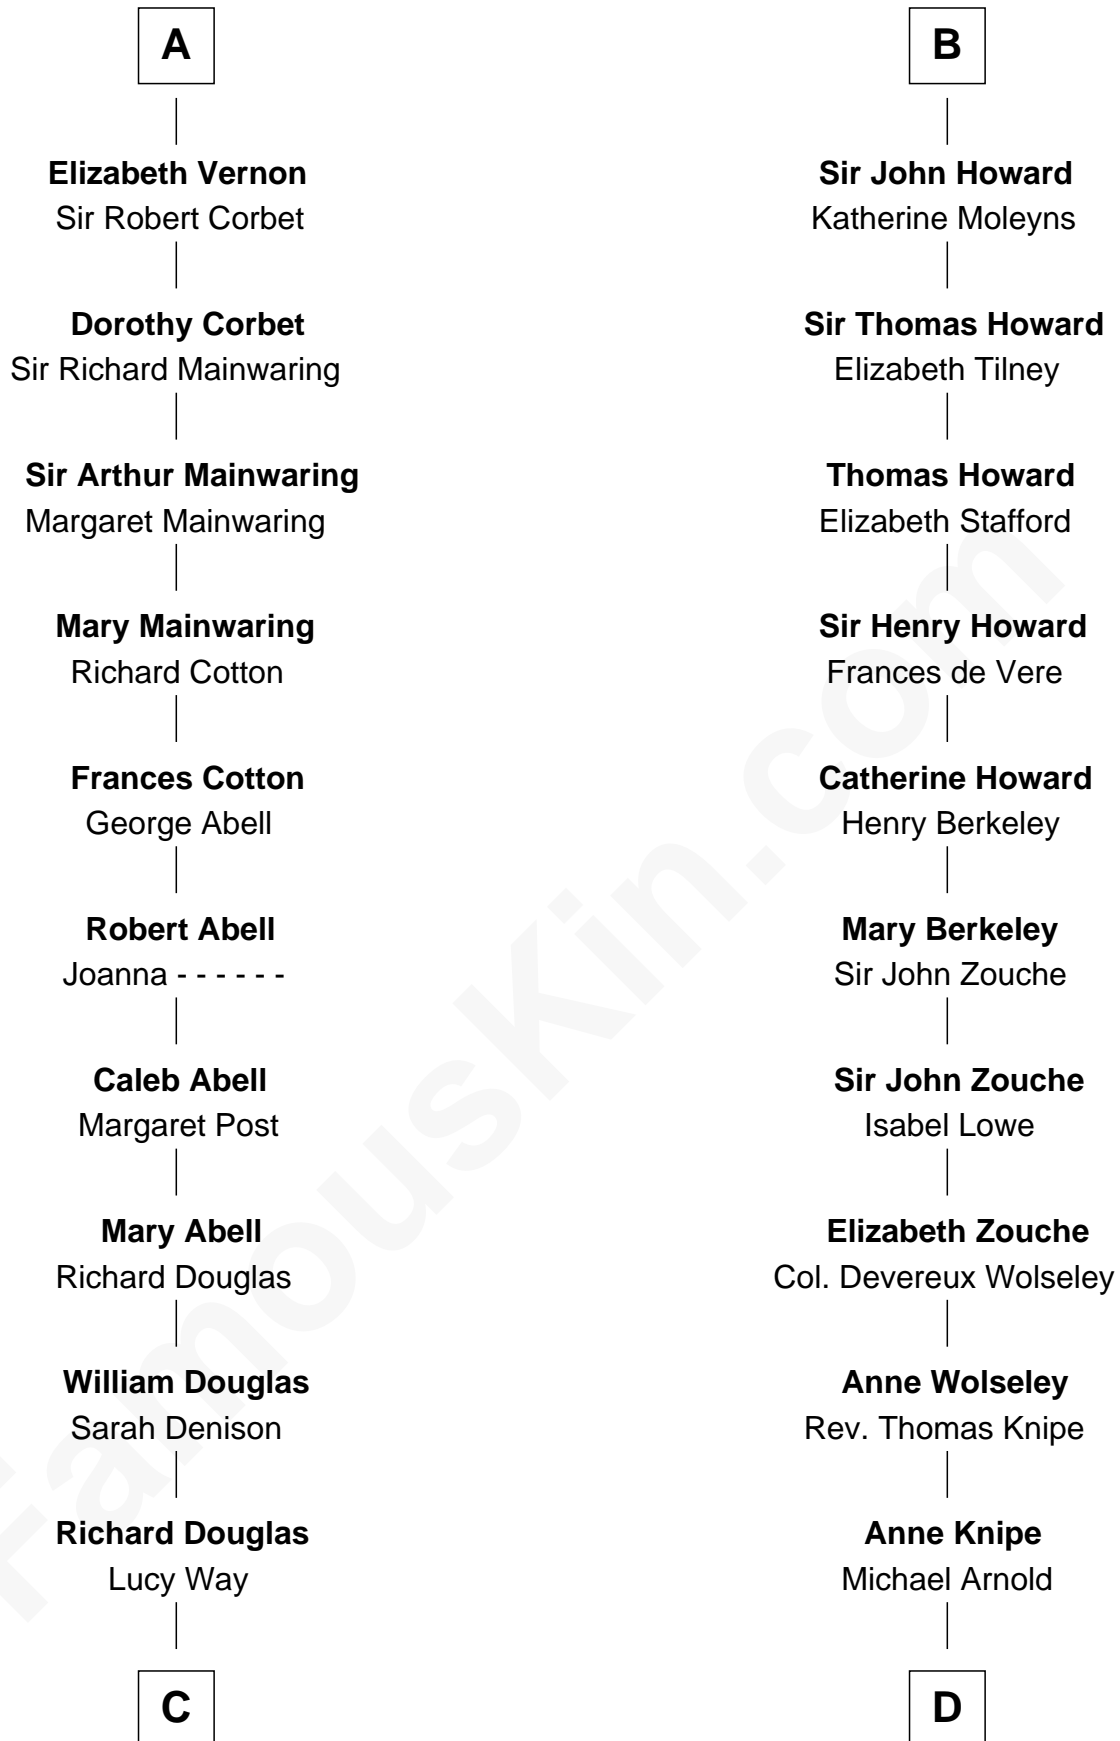 A
Elizabeth Vernon
Sir Robert Corbet
Dorothy Corbet
Sir Richard Mainwaring
Sir Arthur Mainwaring
Margaret Mainwaring
Mary Mainwaring
Richard Cotton
Frances Cotton
George Abell
Robert Abell
Joanna - - - - - -
Caleb Abell
Margaret Post
Mary Abell
Richard Douglas
William Douglas
Sarah Denison
Richard Douglas
Lucy Way
C
B
Sir John Howard
Katherine Moleyns
Sir Thomas Howard
Elizabeth Tilney
Thomas Howard
Elizabeth Stafford
Sir Henry Howard
Frances de Vere
Catherine Howard
Henry Berkeley
Mary Berkeley
Sir John Zouche
Sir John Zouche
Isabel Lowe
Elizabeth Zouche
Col. Devereux Wolseley
Anne Wolseley
Rev. Thomas Knipe
Anne Knipe
Michael Arnold
D
FamousKin.com